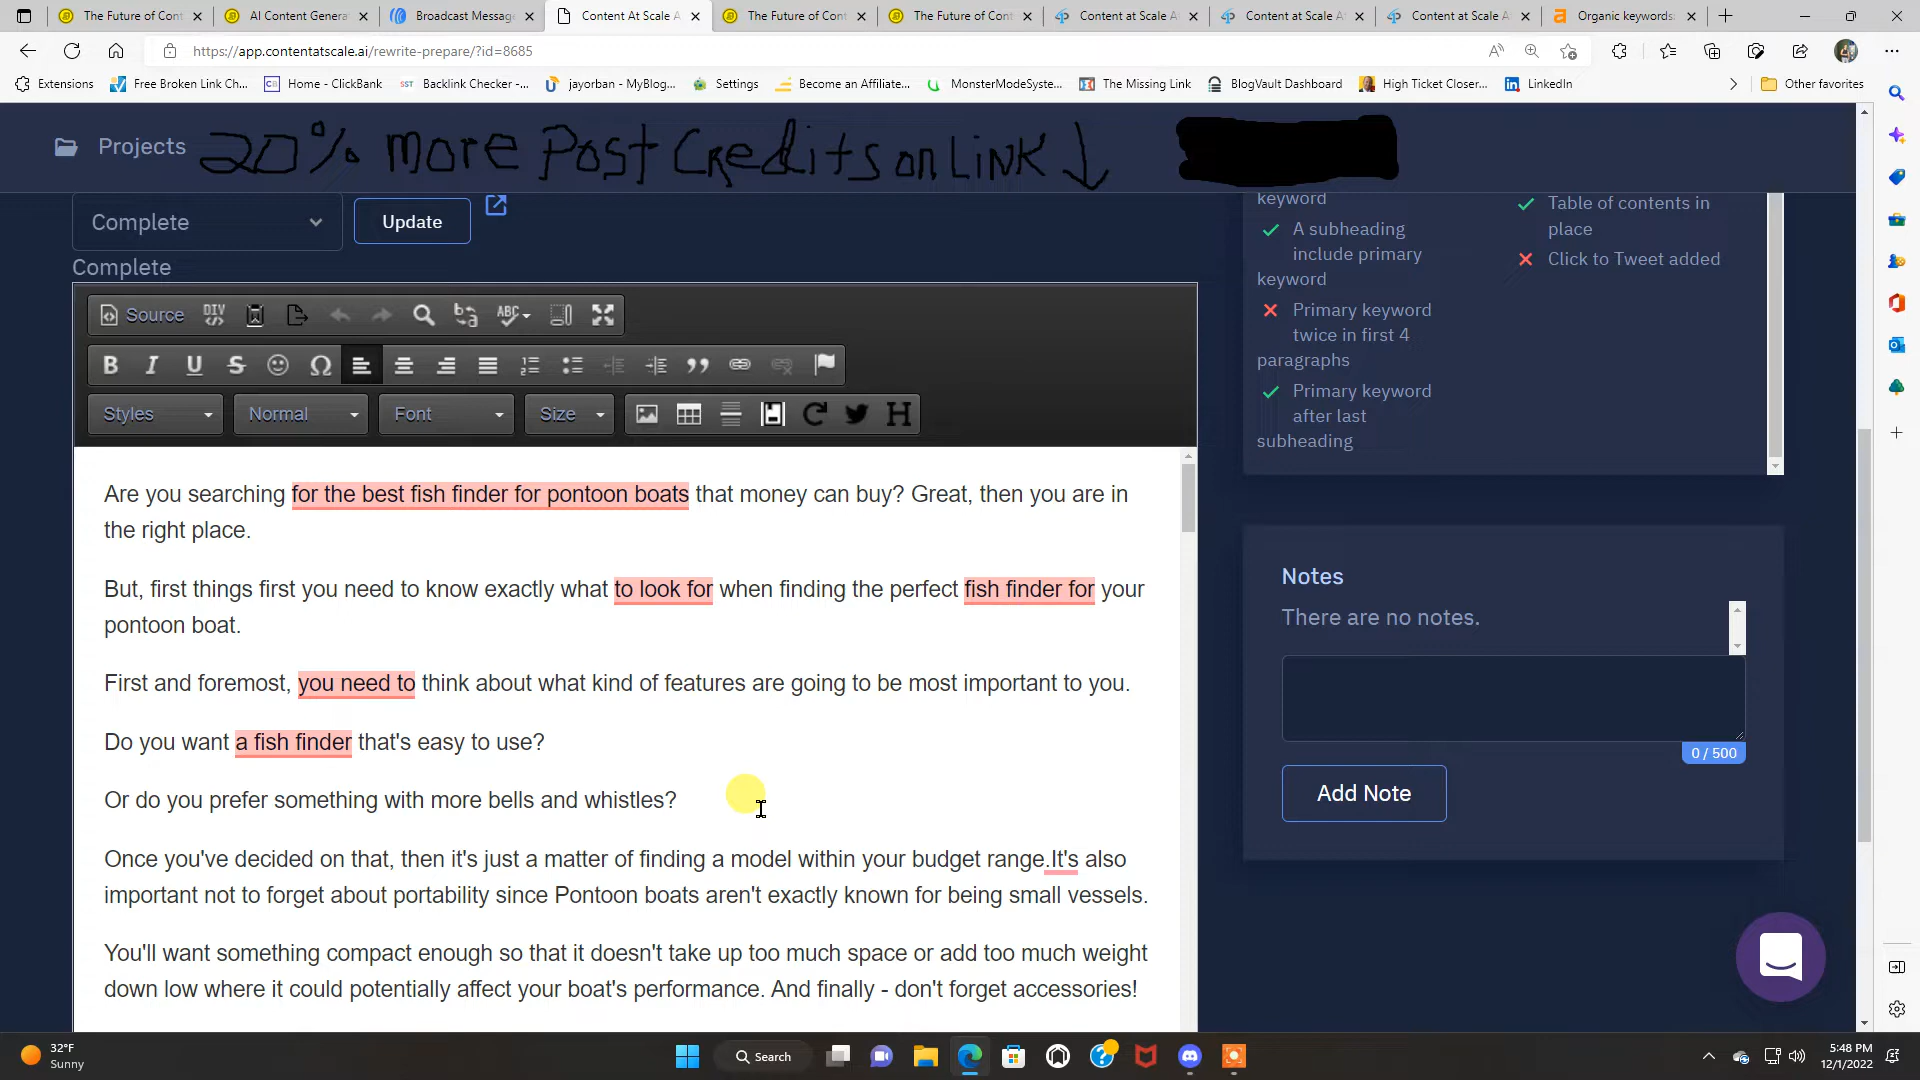 The Future of Cont
AI Content Genera
Broadcast Message
Content At Scale A
The Future of Cont
The Future of Cont
Content at Scale A
Content at Scale A
Content at Scale A
Organic keywords:
https://app.contentatscale.ai/rewrite-prepare/?id=8685
Extensions
Free Broken Link Ch...
Home - ClickBank
Backlink Checker -...
jayorban - MyBlog...
Settings
Become an Affiliate...
MonsterModeSyste...
The Missing Link
BlogVault Dashboard
High Ticket Closer...
LinkedIn
Other favorites
Projects
20% more Post Credits on Link
Complete
Update
Complete
Source
Styles
Normal
Font
Size
Are you searching for the best fish finder for pontoon boats that money can buy? Great, then you are in
the right place.
But, first things first you need to know exactly what to look for when finding the perfect fish finder for your
pontoon boat.
First and foremost, you need to think about what kind of features are going to be most important to you.
Do you want a fish finder that's easy to use?
Or do you prefer something with more bells and whistles?
Once you've decided on that, then it's just a matter of finding a model within your budget range.It's also
important not to forget about portability since Pontoon boats aren't exactly known for being small vessels.
You'll want something compact enough so that it doesn't take up too much space or add too much weight
down low where it could potentially affect your boat's performance. And finally - don't forget accessories!
keyword
A subheading
include primary
keyword
Primary keyword
twice in first 4
paragraphs
Primary keyword
after last
subheading
Table of contents in
place
Click to Tweet added
Notes
There are no notes.
0 / 500
Add Note
32°F
Sunny
Search
5:48 PM
12/1/2022